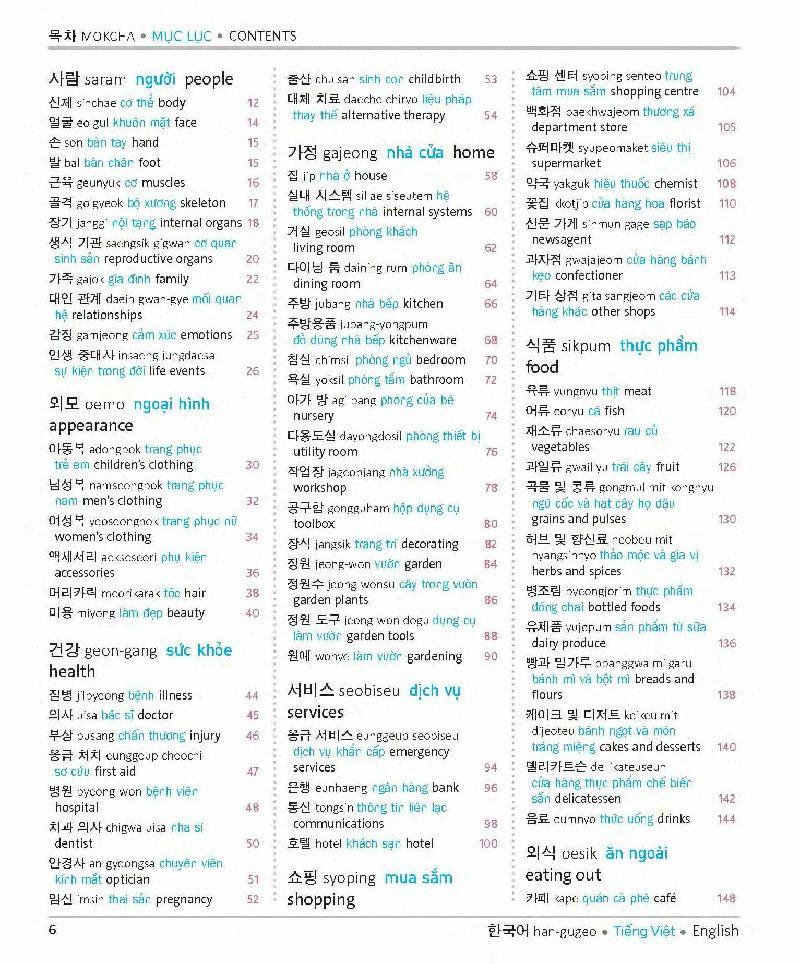 목차 MOKCHA • MỤC LỤC • CONTENTS
사람 saram người people
신체 sinchae cơ thể body 12
얼굴 eolgul khuôn mặt face 14
손 son bàn tay hand 15
발 bal bàn chân foot 15
근육 geunyuk cơ muscles 16
골격 golgyeok bộ xương skeleton 17
장기 janggi nội tạng internal organs 18
생식 기관 saengsik gigwan cơ quan
sinh sản reproductive organs 20
가족 gajok gia đình family 22
대인 관계 daein gwan-gye mối quan
hệ relationships 24
감정 gamjeong cảm xúc emotions 25
인생 중대사 insaeng jungdaesa
sự kiện trong đời life events 26
외모 oemo ngoại hình
appearance
아동복 adongbok trang phục
trẻ em children's clothing 30
남성복 namseongbok trang phục
nam men's clothing 32
여성복 yeoseongbok trang phục nữ
women's clothing 34
액세서리 aekseseori phụ kiện
accessories 36
머리카락 meorikarak tóc hair 38
미용 miyong làm đẹp beauty 40
건강 geon-gang sức khỏe
health
질병 jilbyeong bệnh illness 44
의사 uisa bác sĩ doctor 45
부상 busang chấn thương injury 46
응급 처치 eunggeup cheochi
sơ cứu first aid 47
병원 byeong-won bệnh viện
hospital 48
치과 의사 chigwa uisa nha sĩ
dentist 50
안경사 an-gyeongsa chuyên viên
kính mắt optician 51
임신 imsin thai sản pregnancy 52
출산 chulsan sinh con childbirth 53
대체 치료 daeche chiryo liệu pháp
thay thế alternative therapy 54
가정 gajeong nhà cửa home
집 jip nhà ở house 58
실내 시스템 sillae siseutem hệ
thống trong nhà internal systems 60
거실 geosil phòng khách
living room 62
다이닝 룸 daining rum phòng ăn
dining room 64
주방 jubang nhà bếp kitchen 66
주방용품 jubang-yongpum
đồ dùng nhà bếp kitchenware 68
침실 chimsil phòng ngủ bedroom 70
욕실 yoksil phòng tắm bathroom 72
아가 방 agi bang phòng của bé
nursery 74
다용도실 dayongdosil phòng thiết bị
utility room 76
작업장 jageopjang nhà xưởng
workshop 78
공구함 gongguham hộp dụng cụ
toolbox 80
장식 jangsik trang trí decorating 82
정원 jeong-won vườn garden 84
정원수 jeong-wonsu cây trong vườn
garden plants 86
정원 도구 jeong-won dogu dụng cụ
làm vườn garden tools 88
원예 wonye làm vườn gardening 90
서비스 seobiseu dịch vụ
services
응급 서비스 eunggeup seobiseu
dịch vụ khẩn cấp emergency
services 94
은행 eunhaeng ngân hàng bank 96
통신 tongsin thông tin liên lạc
communications 98
호텔 hotel khách sạn hotel 100
쇼핑 syoping mua sắm
shopping
쇼핑 센터 syoping senteo trung
tâm mua sắm shopping centre 104
백화점 baekhwajeom thương xá
department store 105
슈퍼마켓 syupeomaket siêu thị
supermarket 106
약국 yakguk hiệu thuốc chemist 108
꽃집 kkotjip cửa hàng hoa florist 110
신문 가게 sinmun gage sạp báo
newsagent 112
과자점 gwajajeom cửa hàng bánh
kẹo confectioner 113
기타 상점 gita sangjeom các cửa
hàng khác other shops 114
식품 sikpum thực phẩm
food
육류 yungnyu thịt meat 118
어류 eoryu cá fish 120
채소류 chaesoryu rau củ
vegetables 122
과일류 gwaillyu trái cây fruit 126
곡물 및 콩류 gongmul mit kongnyu
ngũ cốc và hạt cây họ đậu
grains and pulses 130
허브 및 향신료 heobeu mit
hyangsinnyo thảo mộc và gia vị
herbs and spices 132
병조림 byeongjorim thực phẩm
đóng chai bottled foods 134
유제품 yujepum sản phẩm từ sữa
dairy produce 136
빵과 밀가루 bbanggwa milgaru
bánh mì và bột mì breads and
flours 138
케이크 및 디저트 keikeu mit
dijeoteu bánh ngọt và món
tráng miệng cakes and desserts 140
델리카트슨 dellikateuseun
cửa hàng thực phẩm chế biến
sẵn delicatessen 142
음료 eumnyo thức uống drinks 144
외식 oesik ăn ngoài
eating out
카페 kape quán cà phê café 148
6
한국어 han-gugeo • Tiếng Việt • English